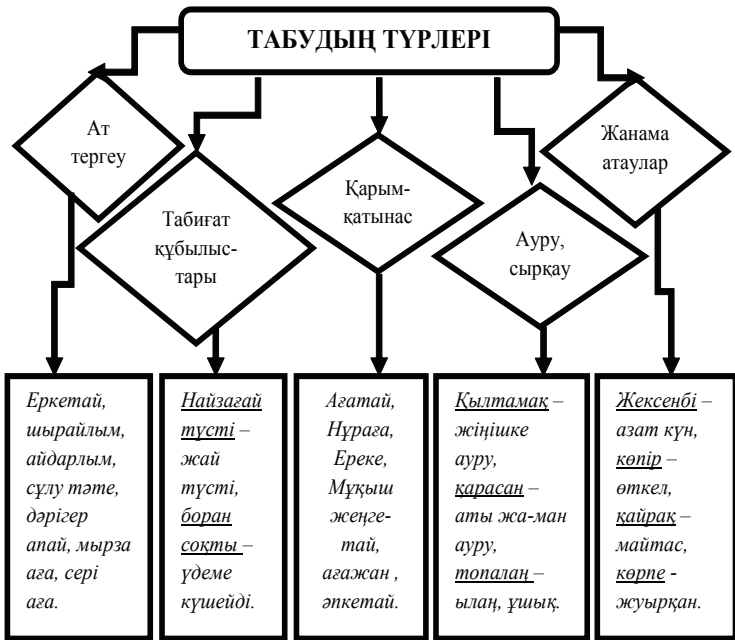 ТАБУДЫҢ ТҮРЛЕРІ
Ат
тергеу
Табиғат
құбылыс-
тары
Қарым-
қатынас
Ауру,
сырқау
Жанама
атаулар
Еркетай,
шырайлым,
айдарлым,
сұлу тәте,
дәрігер
апай, мырза
аға, сері
аға.
Найзағай
түсті –
жай
түсті,
боран
соқты –
үдеме
күшейді.
Ағатай,
Нұраға,
Ереке,
Мұқыш
жеңге-
тай,
ағажан ,
әпкетай.
Қылтамақ –
жіңішке
ауру,
қарасан –
аты жа-ман
ауру,
топалаң –
ылаң, ұшық.
Жексенбі –
азат күн,
көпір –
өткел,
қайрақ –
майтас,
көрпе -
жуырқан.